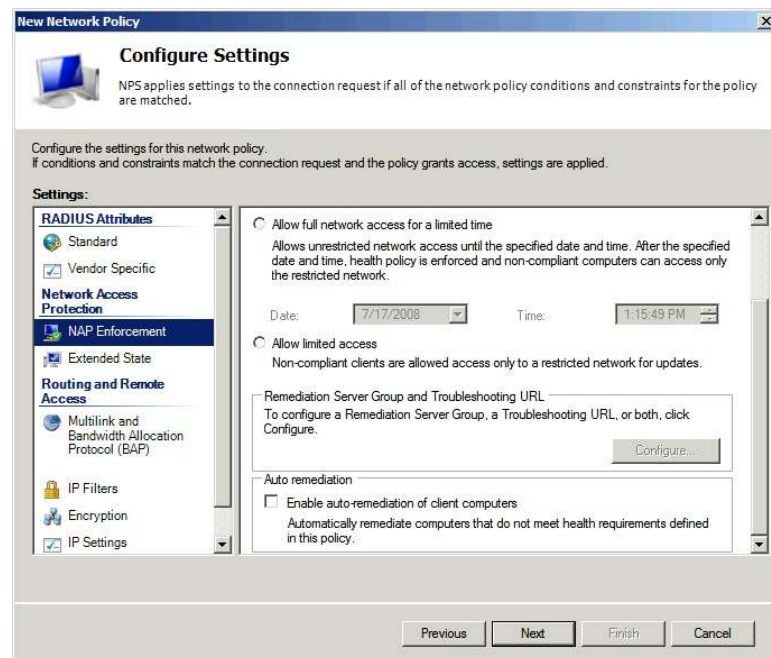 New Network Policy
Configure Settings
NPS applies settings to the connection request if all of the network policy conditions and constraints for the policy
are matched.
Configure the settings for this network policy.
If conditions and constraints match the connection request and the policy grants access, settings are applied.
Settings:
RADIUS Attributes
Standard
Vendor Specific
Network Access
Protection
NAP Enforcement
Extended State
Routing and Remote
Access
Multilink and
Bandwidth Allocation
Protocol (BAP)
IP Filters
Encryption
IP Settings
Allow full network access for a limited time
Allows unrestricted network access until the specified date and time. After the specified
date and time, health policy is enforced and non-compliant computers can access only
the restricted network.
Date: 7/17/2008 Time: 1:15:49 PM
Allow limited access
Non-compliant clients are allowed access only to a restricted network for updates.
Remediation Server Group and Troubleshooting URL
To configure a Remediation Server Group, a Troubleshooting URL, or both, click
Configure.
Configure...
Auto remediation
Enable auto-remediation of client computers
Automatically remediate computers that do not meet health requirements defined
in this policy.
Previous Next Finish Cancel